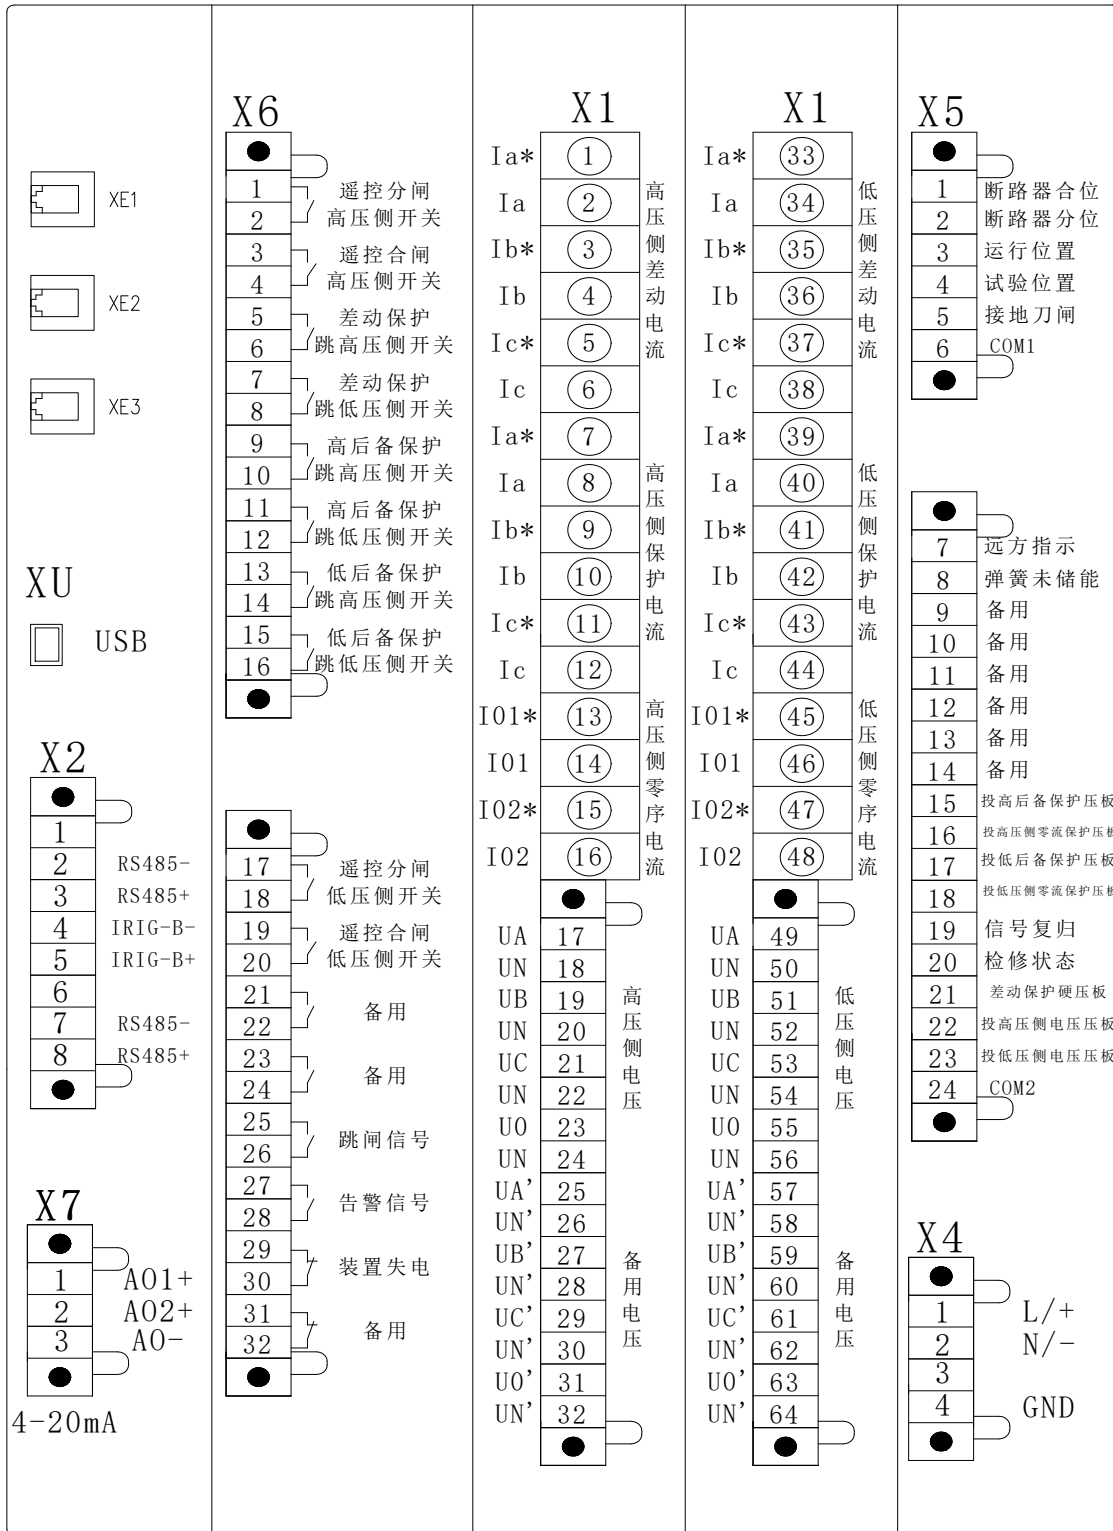 XE1
XE2
XE3
XU
USB
X2
1
2 RS485-
3 RS485+
4 IRIG-B-
5 IRIG-B+
6
7 RS485-
8 RS485+
X7
1 AO1+
2 AO2+
3 AO-
4-20mA
X6
1 遥控分闸
2 高压侧开关
3 遥控合闸
4 高压侧开关
5 差动保护
6 跳高压侧开关
7 差动保护
8 跳低压侧开关
9 高后备保护
10 跳高压侧开关
11 高后备保护
12 跳低压侧开关
13 低后备保护
14 跳高压侧开关
15 低后备保护
16 跳低压侧开关
17 遥控分闸
18 低压侧开关
19 遥控合闸
20 低压侧开关
21
22
备用
23
24
备用
25
26
跳闸信号
27
28
告警信号
29
30
装置失电
31
32
备用
X1
Ia* 1
Ia 2
Ib* 3
Ib 4
Ic* 5
Ic 6
高压侧差动电流
Ia* 7
Ia 8
Ib* 9
Ib 10
Ic* 11
Ic 12
高压侧保护电流
I01* 13
I01 14
I02* 15
I02 16
高压侧零序电流
UA 17
UN 18
UB 19
UN 20
UC 21
UN 22
U0 23
UN 24
高压侧电压
UA' 25
UN' 26
UB' 27
UN' 28
UC' 29
UN' 30
U0' 31
UN' 32
备用电压
X1
Ia* 33
Ia 34
Ib* 35
Ib 36
Ic* 37
Ic 38
低压侧差动电流
Ia* 39
Ia 40
Ib* 41
Ib 42
Ic* 43
Ic 44
低压侧保护电流
I01* 45
I01 46
I02* 47
I02 48
低压侧零序电流
UA 49
UN 50
UB 51
UN 52
UC 53
UN 54
U0 55
UN 56
低压侧电压
UA' 57
UN' 58
UB' 59
UN' 60
UC' 61
UN' 62
U0' 63
UN' 64
备用电压
X5
1 断路器合位
2 断路器分位
3 运行位置
4 试验位置
5 接地刀闸
6 COM1
7 远方指示
8 弹簧未储能
9 备用
10 备用
11 备用
12 备用
13 备用
14 备用
15 投高后备保护压板
16 投高压侧零流保护压板
17 投低后备保护压板
18 投低压侧零流保护压板
19 信号复归
20 检修状态
21 差动保护硬压板
22 投高压侧电压压板
23 投低压侧电压压板
24 COM2
X4
1 L/+
2 N/-
3
4 GND